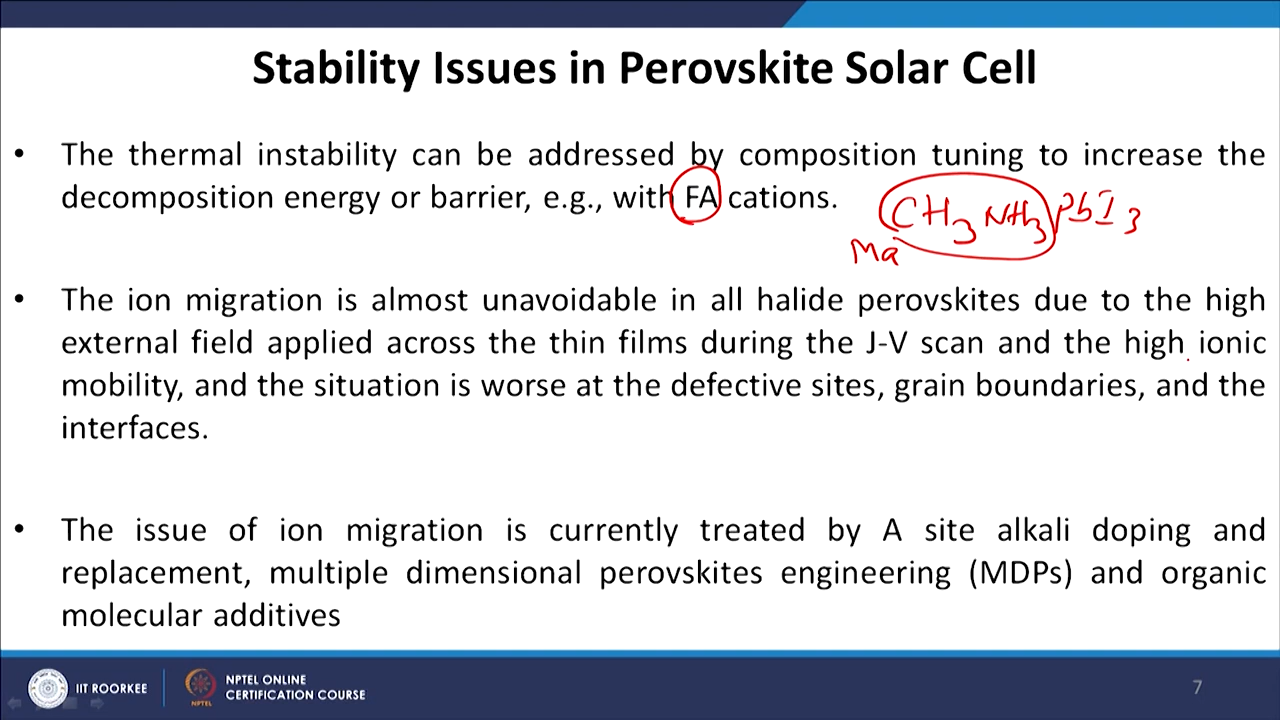 Stability Issues in Perovskite Solar Cell
• The thermal instability can be addressed by composition tuning to increase the
decomposition energy or barrier, e.g., with FA cations.
CH3NH3PbI3
Ma
• The ion migration is almost unavoidable in all halide perovskites due to the high
external field applied across the thin films during the J-V scan and the high ionic
mobility, and the situation is worse at the defective sites, grain boundaries, and the
interfaces.
• The issue of ion migration is currently treated by A site alkali doping and
replacement, multiple dimensional perovskites engineering (MDPs) and organic
molecular additives
IIT ROORKEE
NPTEL
NPTEL ONLINE
CERTIFICATION COURSE
7